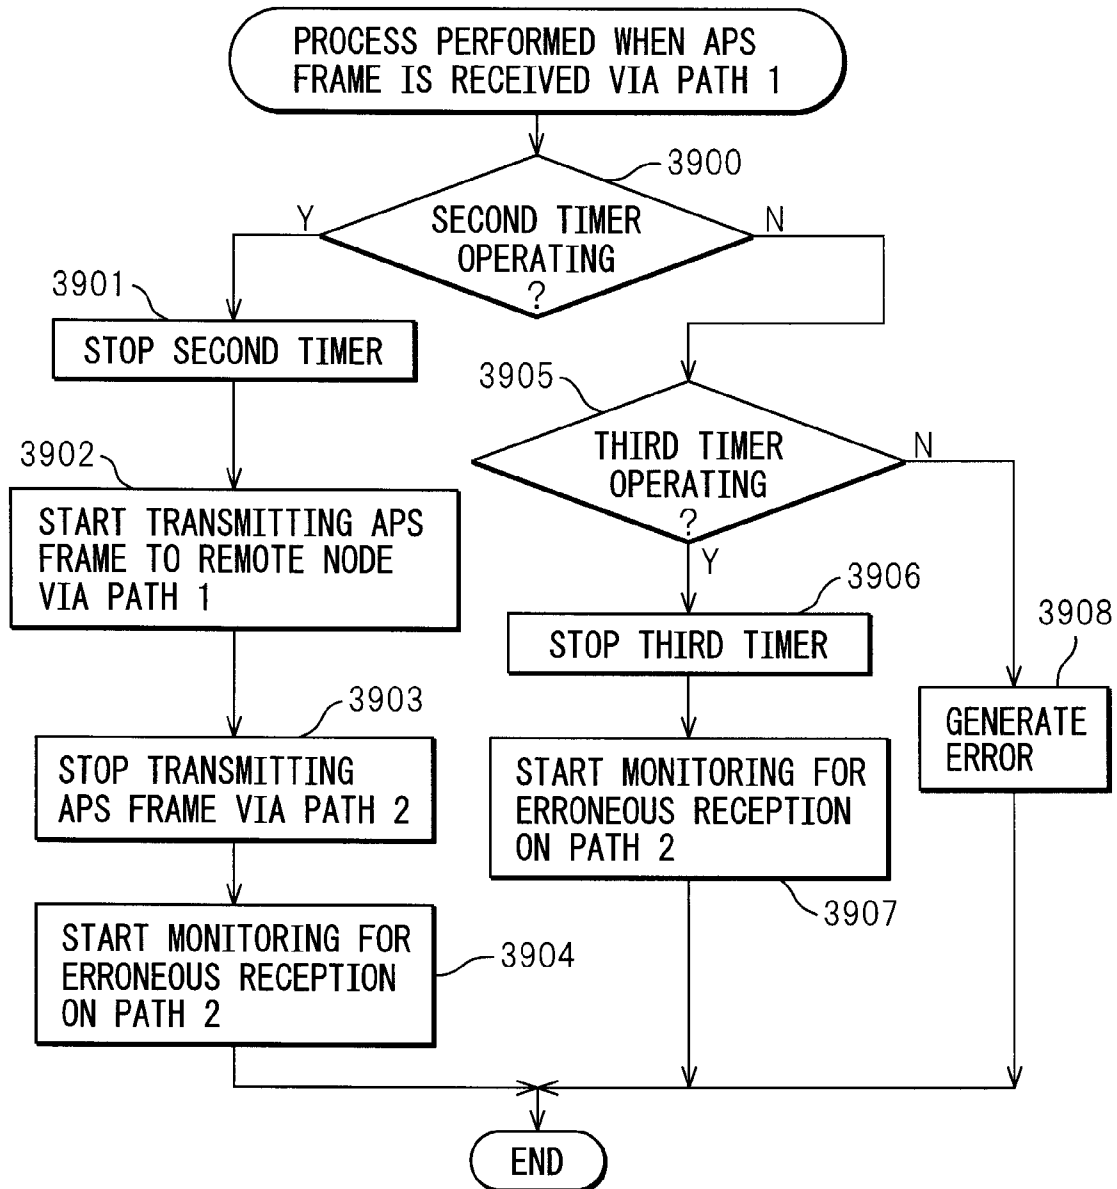 PROCESS PERFORMED WHEN APS
FRAME IS RECEIVED VIA PATH 1
3900
Y
SECOND TIMER
OPERATING
?
N
3901
STOP SECOND TIMER
3902
START TRANSMITTING APS
FRAME TO REMOTE NODE
VIA PATH 1
3903
STOP TRANSMITTING
APS FRAME VIA PATH 2
START MONITORING FOR
ERRONEOUS RECEPTION
ON PATH 2
3904
3905
THIRD TIMER
OPERATING
?
N
Y
3906
STOP THIRD TIMER
START MONITORING FOR
ERRONEOUS RECEPTION
ON PATH 2
3907
3908
GENERATE
ERROR
END